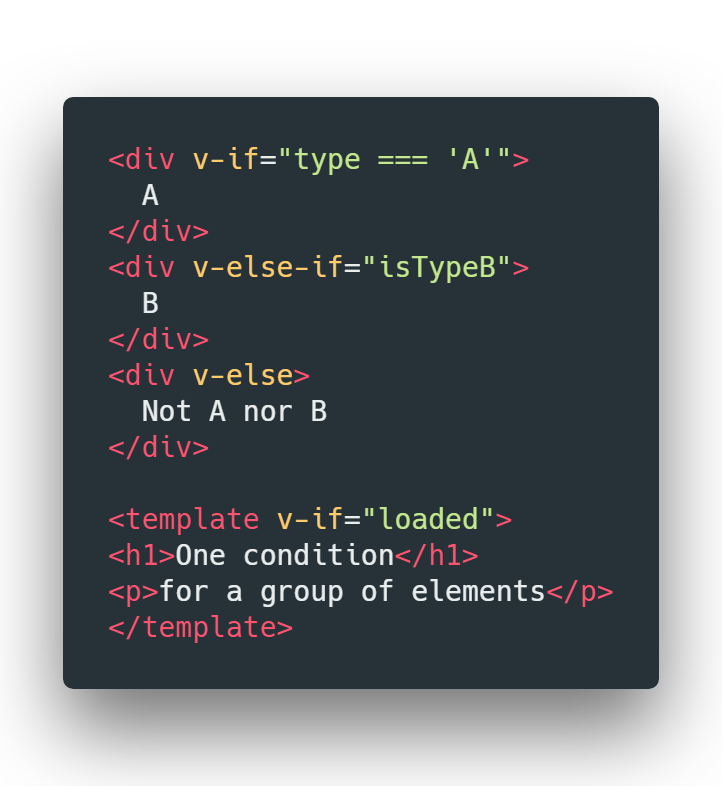 <div v-if="type === 'A'">
  A
</div>
<div v-else-if="isTypeB">
  B
</div>
<div v-else>
  Not A nor B
</div>

<template v-if="loaded">
<h1>One condition</h1>
<p>for a group of elements</p>
</template>